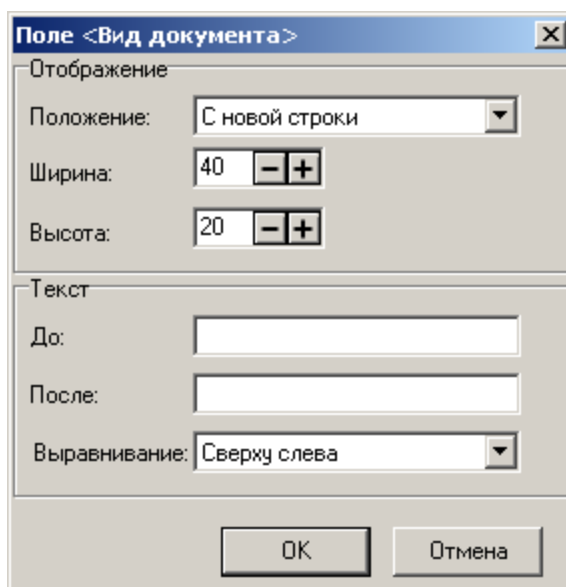 Поле <Вид документа>
Отображение
Положение: С новой строки
Ширина: 40
Высота: 20
Текст
До:
После:
Выравнивание: Сверху слева
OK Отмена